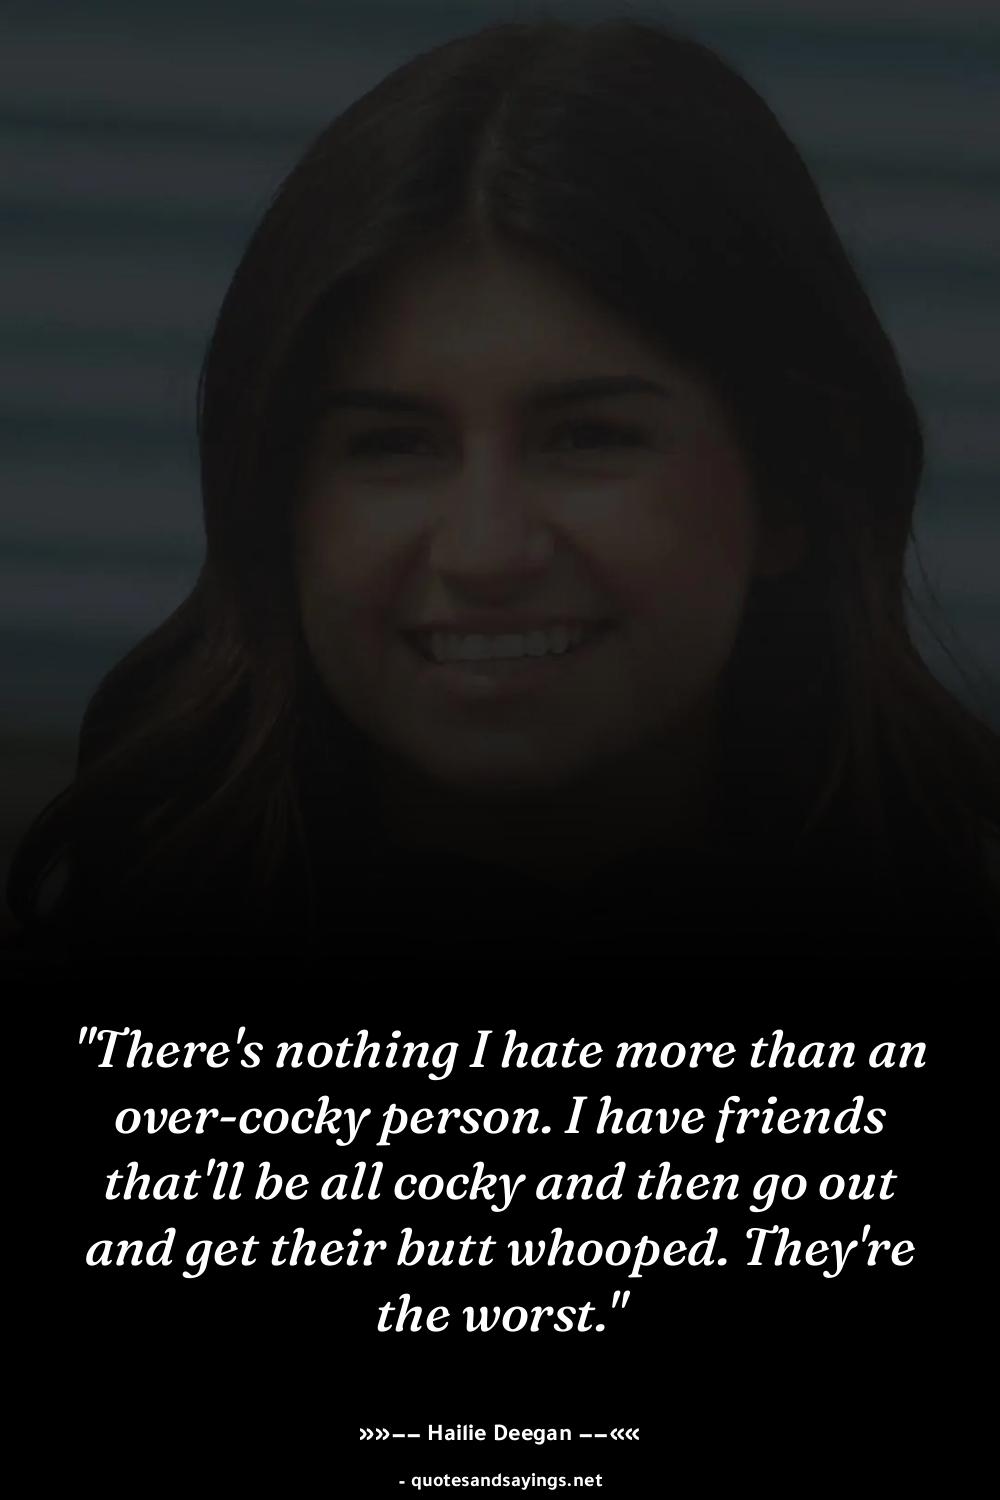 "There's nothing I hate more than an
over-cocky person. I have friends
that'll be all cocky and then go out
and get their butt whooped. They're
the worst."
»»−− Hailie Deegan −−««
- quotesandsayings.net